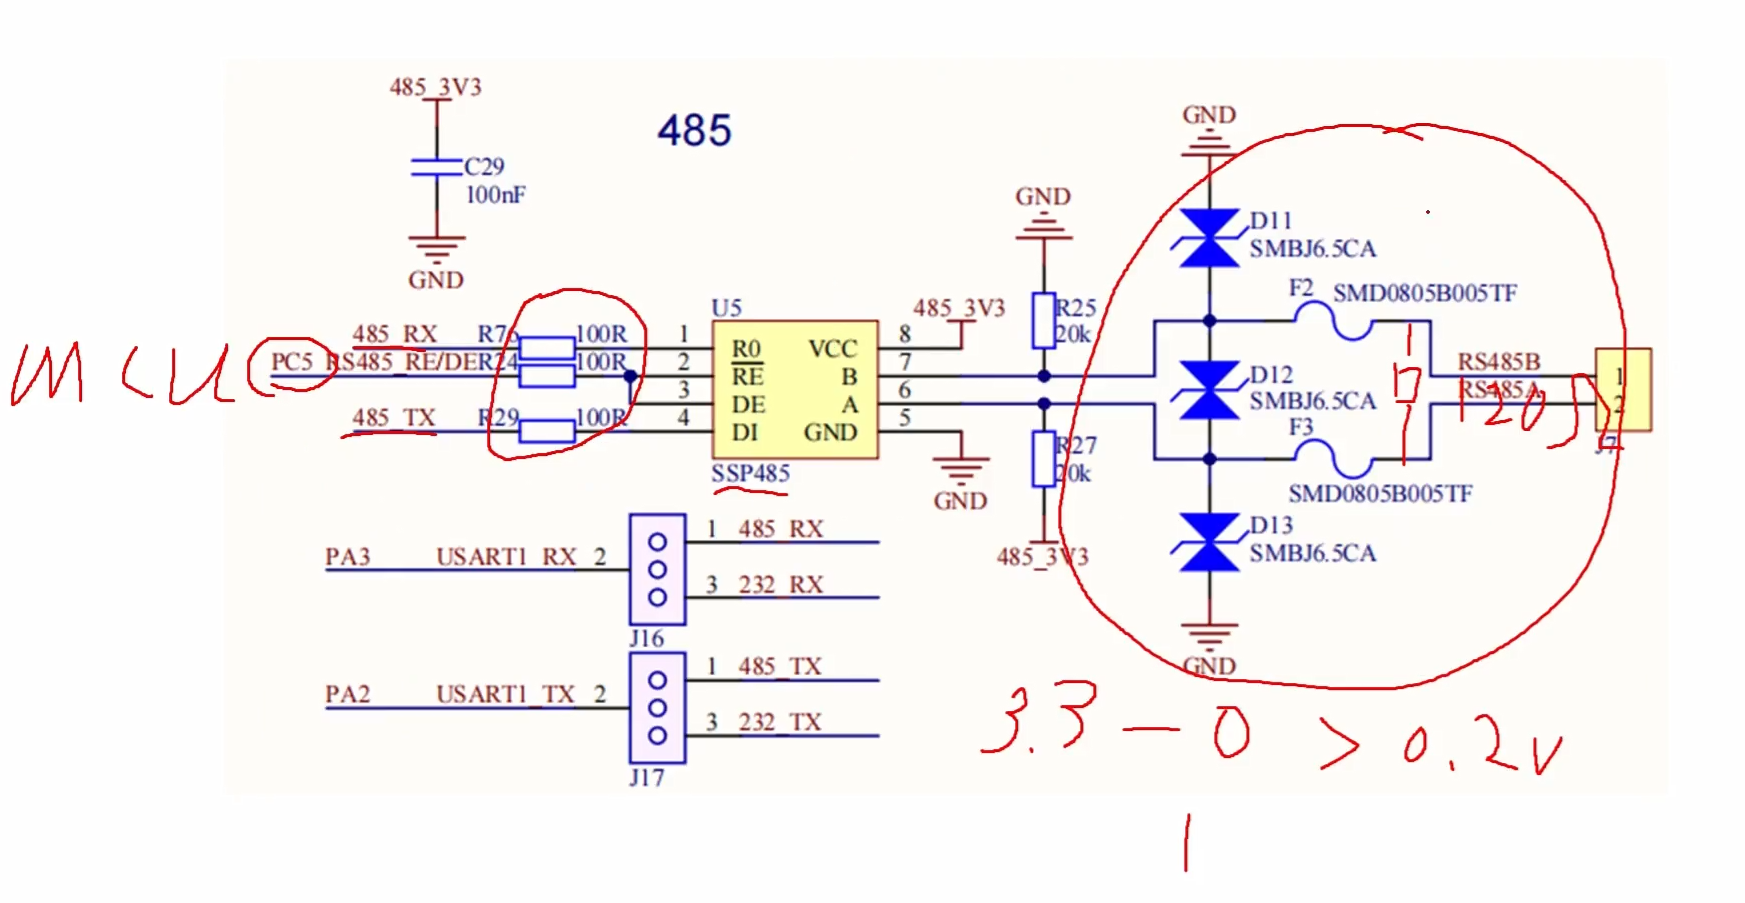 485_3V3
C29
100nF
GND
485
GND
D11
SMBJ6.5CA
GND
R25
20k
F2 SMD0805B005TF
U5
485_3V3
485_RX 100R 1 R0 VCC 8
PC5 RS485_RE/DE R24 100R 2 RE B 7
3 DE A 6
485_TX R29 100R 4 DI GND 5
SSP485
GND
MCU
D12
SMBJ6.5CA
R27
20k
485_3V3
RS485B 1
RS485A 2
120
J7
F3
SMD0805B005TF
D13
SMBJ6.5CA
GND
PA3 USART1_RX 2
1 485_RX
3 232_RX
J16
PA2 USART1_TX 2
1 485_TX
3 232_TX
J17
3.3 — 0 > 0.2V
1